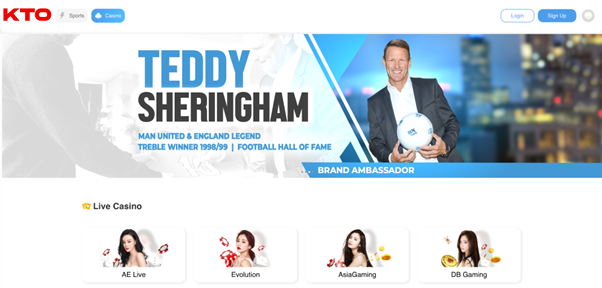 KTO
Sports
Casino
Login
Sign Up
TEDDY
SHERINGHAM
MAN UNITED & ENGLAND LEGEND
TREBLE WINNER 1998/99 | FOOTBALL HALL OF FAME
BRAND AMBASSADOR
Live Casino
AE Live
Evolution
AsiaGaming
DB Gaming